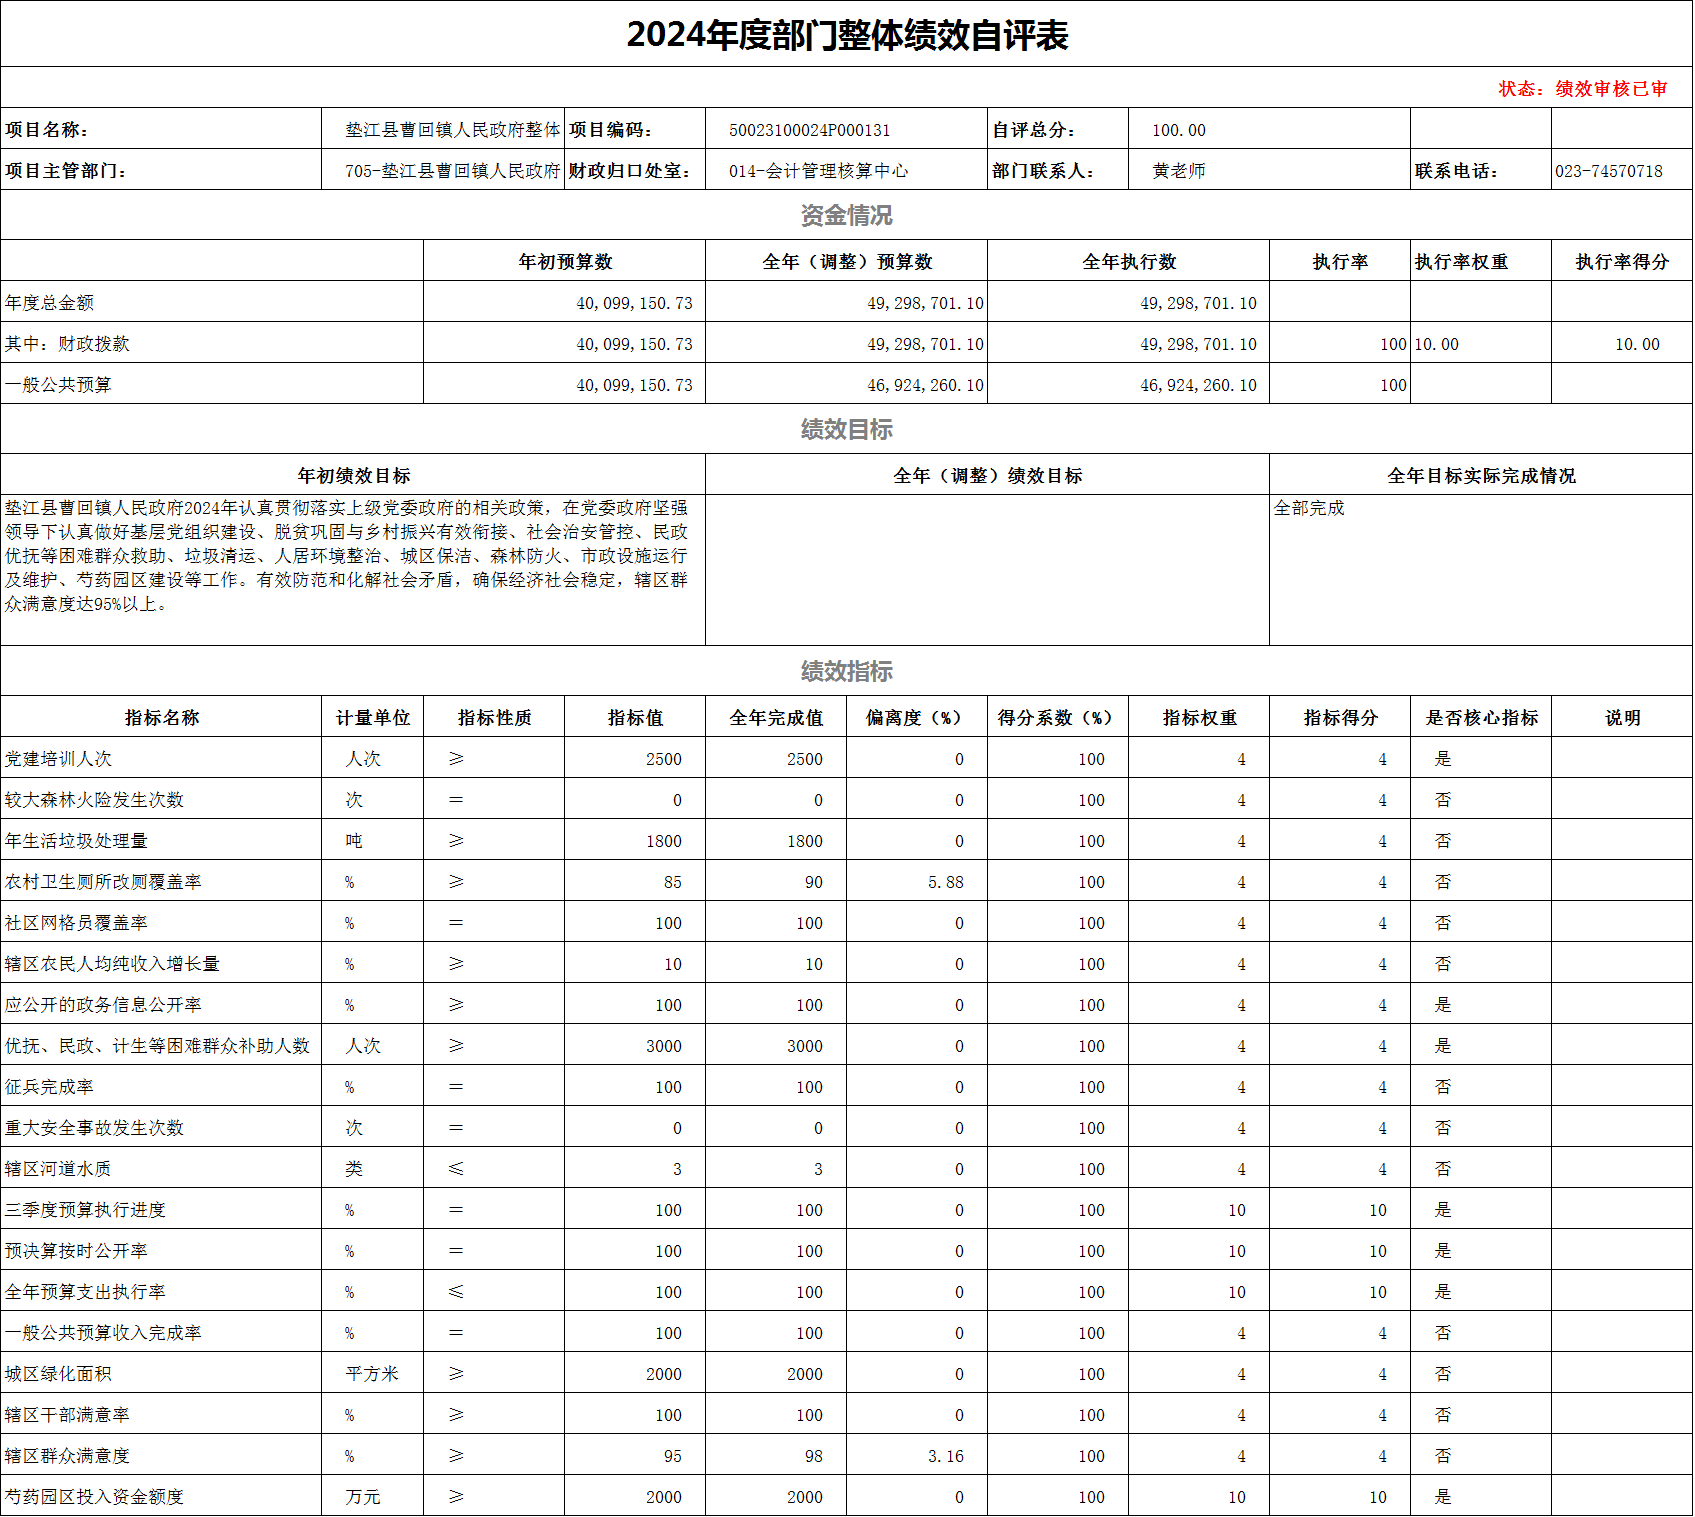 2024年度部门整体绩效自评表
状态：绩效审核已审
项目名称： 垫江县曹回镇人民政府整体 项目编码： 50023100024P000131 自评总分： 100.00
项目主管部门： 705-垫江县曹回镇人民政府 财政归口处室： 014-会计管理核算中心 部门联系人： 黄老师 联系电话： 023-74570718
资金情况
年初预算数 全年（调整）预算数 全年执行数 执行率 执行率权重 执行率得分
年度总金额 40,099,150.73 49,298,701.10 49,298,701.10
其中：财政拨款 40,099,150.73 49,298,701.10 49,298,701.10 100 10.00 10.00
一般公共预算 40,099,150.73 46,924,260.10 46,924,260.10 100
绩效目标
年初绩效目标 全年（调整）绩效目标 全年目标实际完成情况
垫江县曹回镇人民政府2024年认真贯彻落实上级党委政府的相关政策，在党委政府坚强
领导下认真做好基层党组织建设、脱贫巩固与乡村振兴有效衔接、社会治安管控、民政
优抚等困难群众救助、垃圾清运、人居环境整治、城区保洁、森林防火、市政设施运行
及维护、芍药园区建设等工作。有效防范和化解社会矛盾，确保经济社会稳定，辖区群
众满意度达95%以上。
全部完成
绩效指标
指标名称 计量单位 指标性质 指标值 全年完成值 偏离度（%） 得分系数（%） 指标权重 指标得分 是否核心指标 说明
党建培训人次 人次 ≥ 2500 2500 0 100 4 4 是
较大森林火险发生次数 次 ＝ 0 0 0 100 4 4 否
年生活垃圾处理量 吨 ≥ 1800 1800 0 100 4 4 否
农村卫生厕所改厕覆盖率 % ≥ 85 90 5.88 100 4 4 否
社区网格员覆盖率 % ＝ 100 100 0 100 4 4 否
辖区农民人均纯收入增长量 % ≥ 10 10 0 100 4 4 否
应公开的政务信息公开率 % ≥ 100 100 0 100 4 4 是
优抚、民政、计生等困难群众补助人数 人次 ≥ 3000 3000 0 100 4 4 是
征兵完成率 % ＝ 100 100 0 100 4 4 否
重大安全事故发生次数 次 ＝ 0 0 0 100 4 4 否
辖区河道水质 类 ≤ 3 3 0 100 4 4 否
三季度预算执行进度 % ＝ 100 100 0 100 10 10 是
预决算按时公开率 % ＝ 100 100 0 100 10 10 是
全年预算支出执行率 % ≤ 100 100 0 100 10 10 是
一般公共预算收入完成率 % ＝ 100 100 0 100 4 4 否
城区绿化面积 平方米 ≥ 2000 2000 0 100 4 4 否
辖区干部满意率 % ≥ 100 100 0 100 4 4 否
辖区群众满意度 % ≥ 95 98 3.16 100 4 4 否
芍药园区投入资金额度 万元 ≥ 2000 2000 0 100 10 10 是